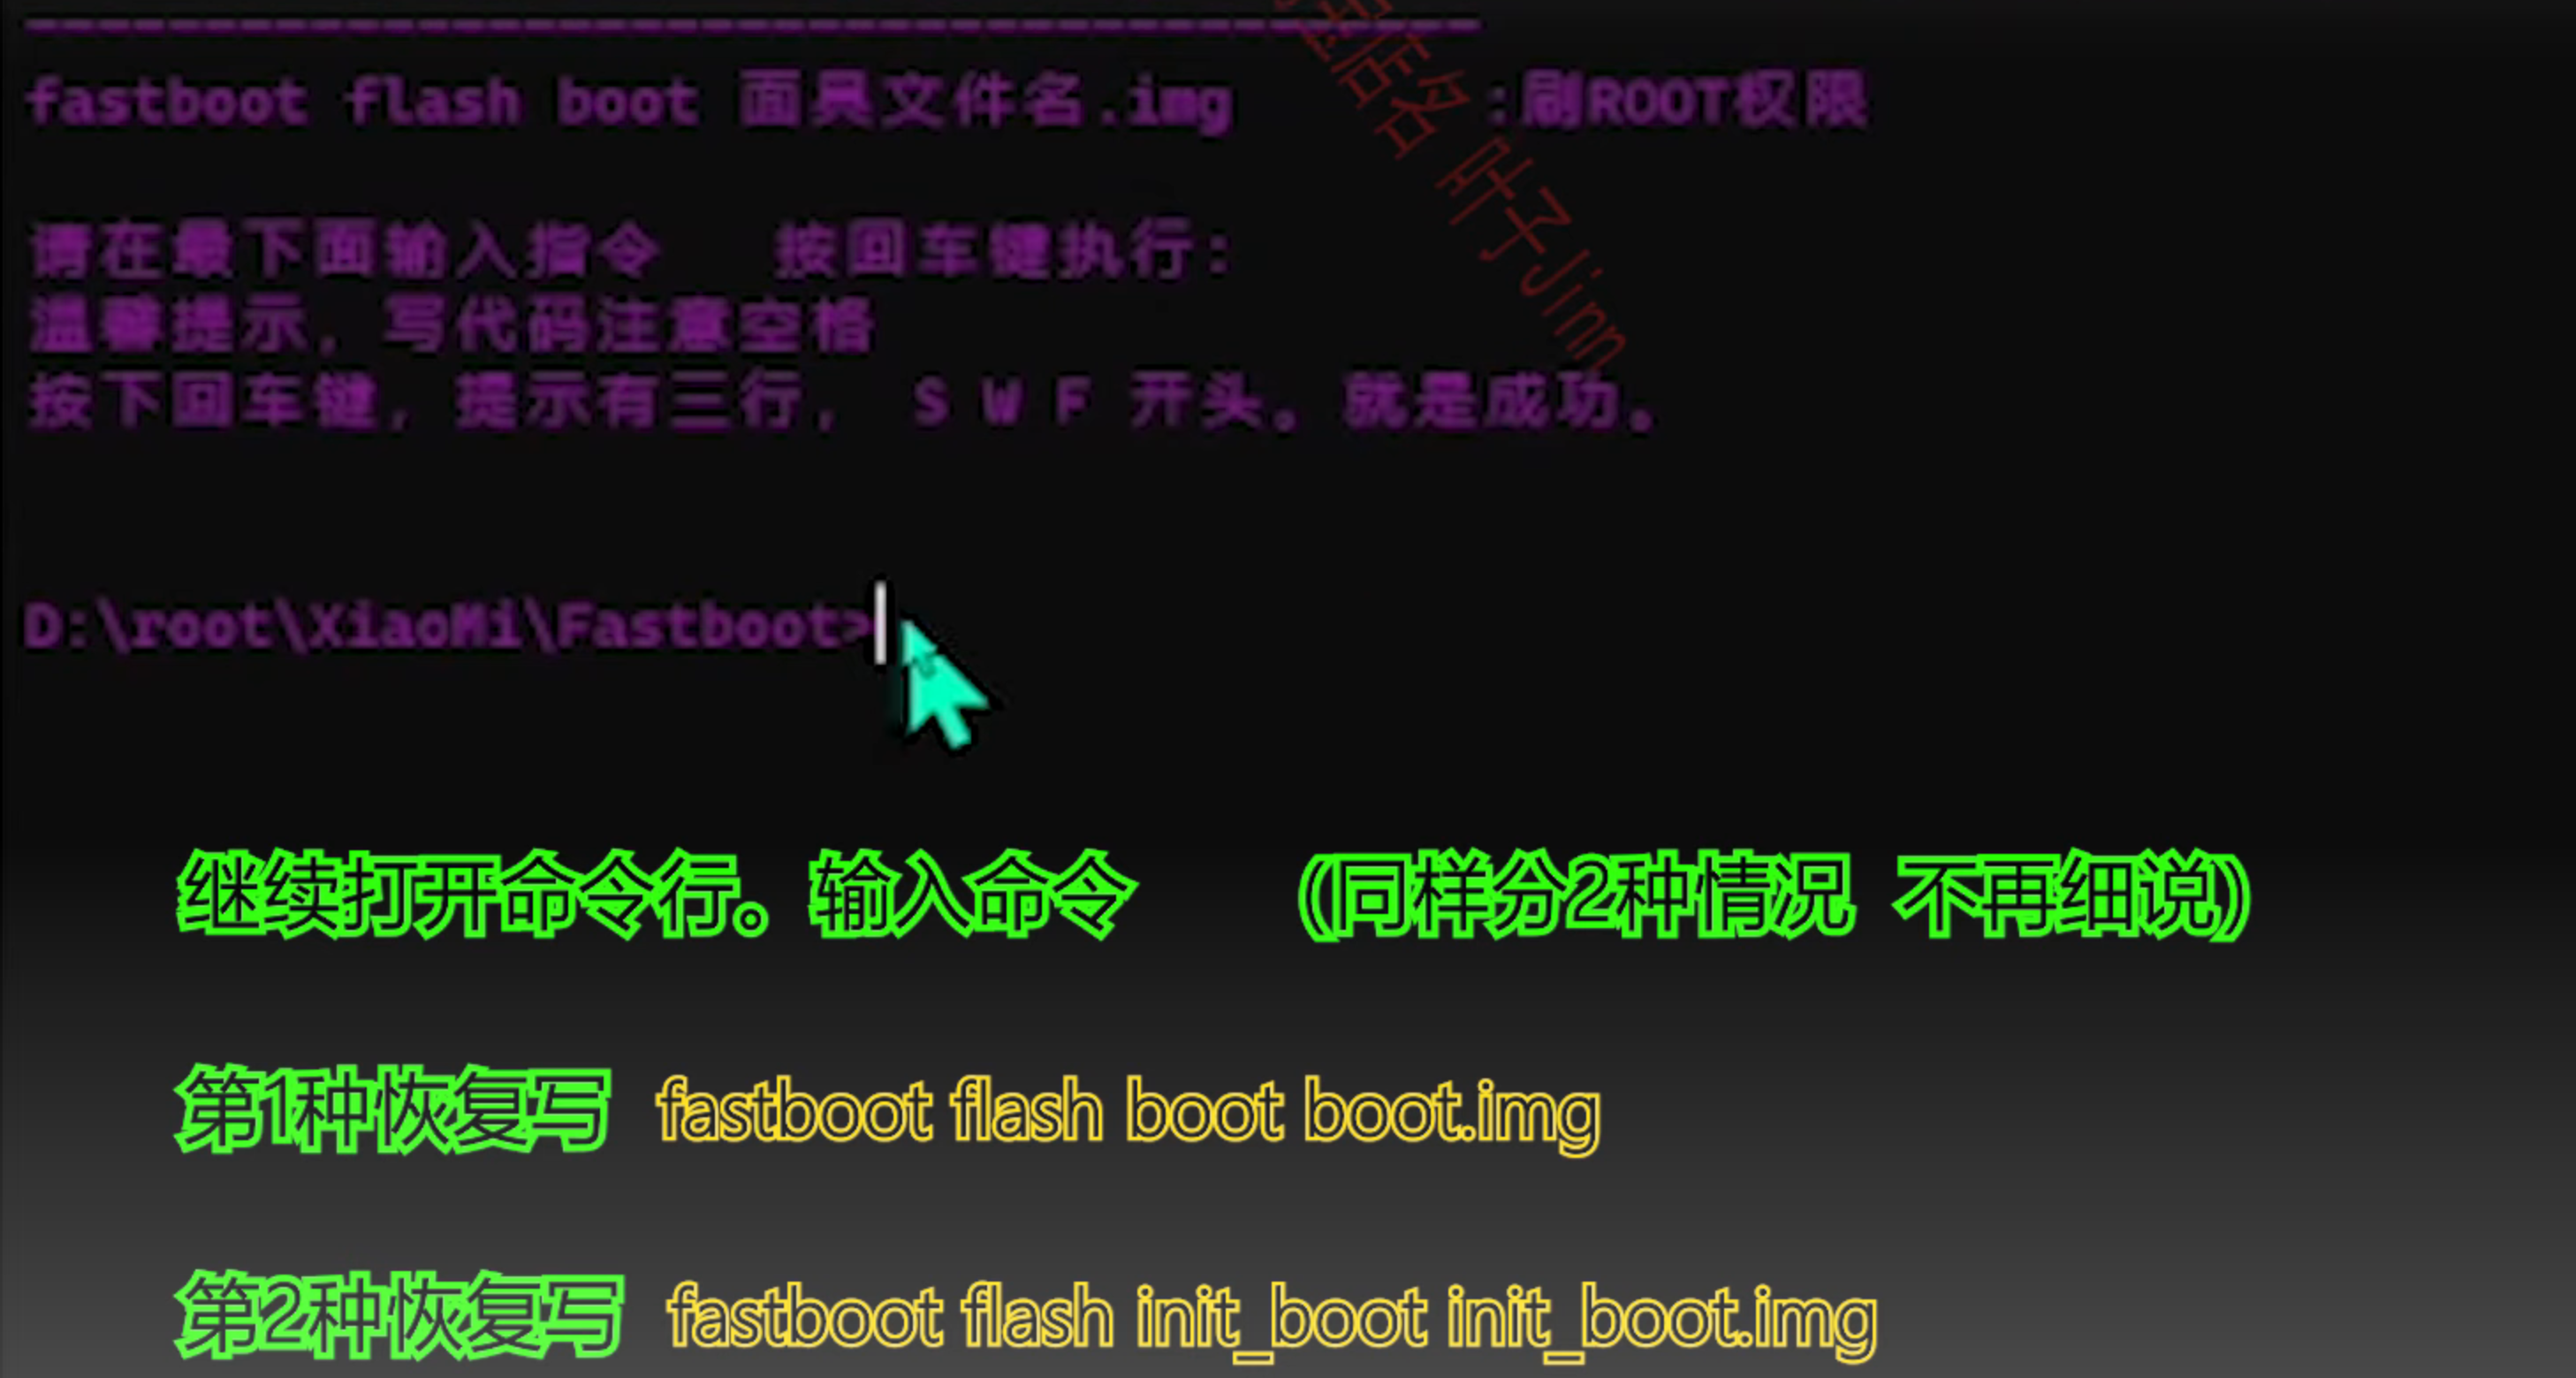 fastboot flash boot 面具文件名.img :刷ROOT权限
店名 叶子Jinn
请在最下面输入指令 按回车键执行:
温馨提示, 写代码注意空格
按下回车键, 提示有三行, S W F 开头。就是成功。
D:\root\XiaoMi\Fastboot>
继续打开命令行。输入命令 (同样分2种情况 不再细说)
第1种恢复写 fastboot flash boot boot.img
第2种恢复写 fastboot flash init_boot init_boot.img